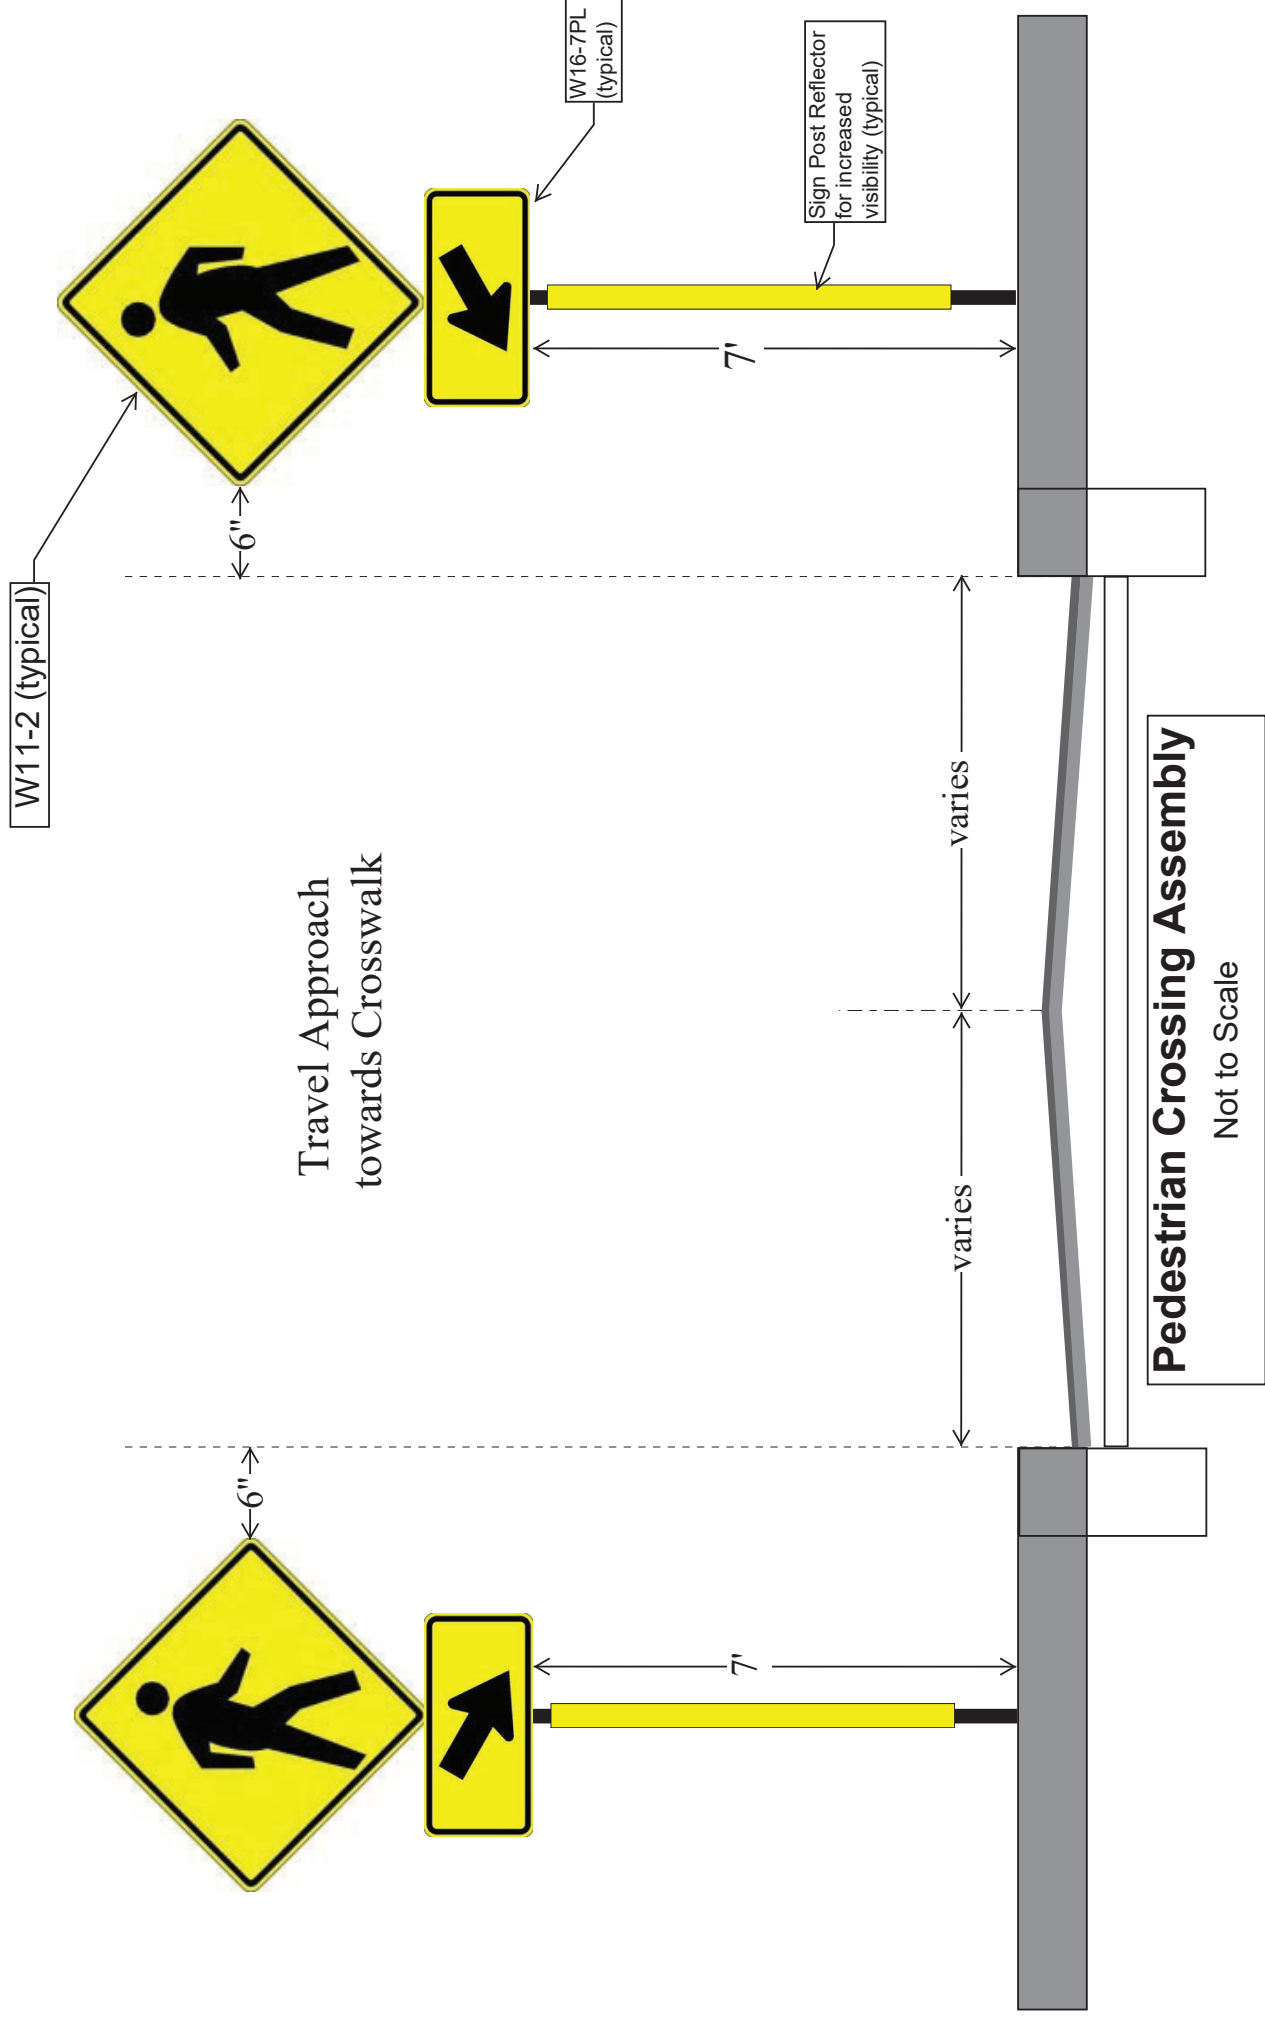 W11-2 (typical)
W16-7PL
(typical)
6"
6"
Travel Approach
towards Crosswalk
Sign Post Reflector
for increased
visibility (typical)
7'
7'
varies
varies
Pedestrian Crossing Assembly
Not to Scale